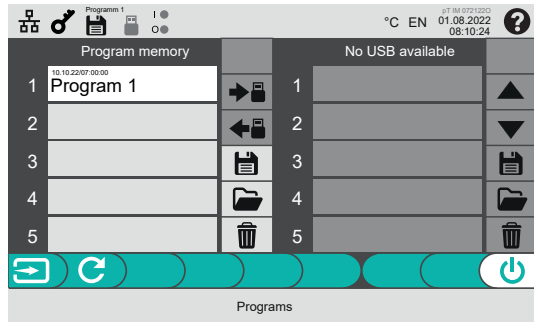 Programm 1
I
O
°C EN
pT IM 072122O
01.08.2022
08:10:24
?
Program memory
No USB available
1
10.10.22/07:00:00
Program 1
1
2
2
3
3
4
4
5
5
Programs